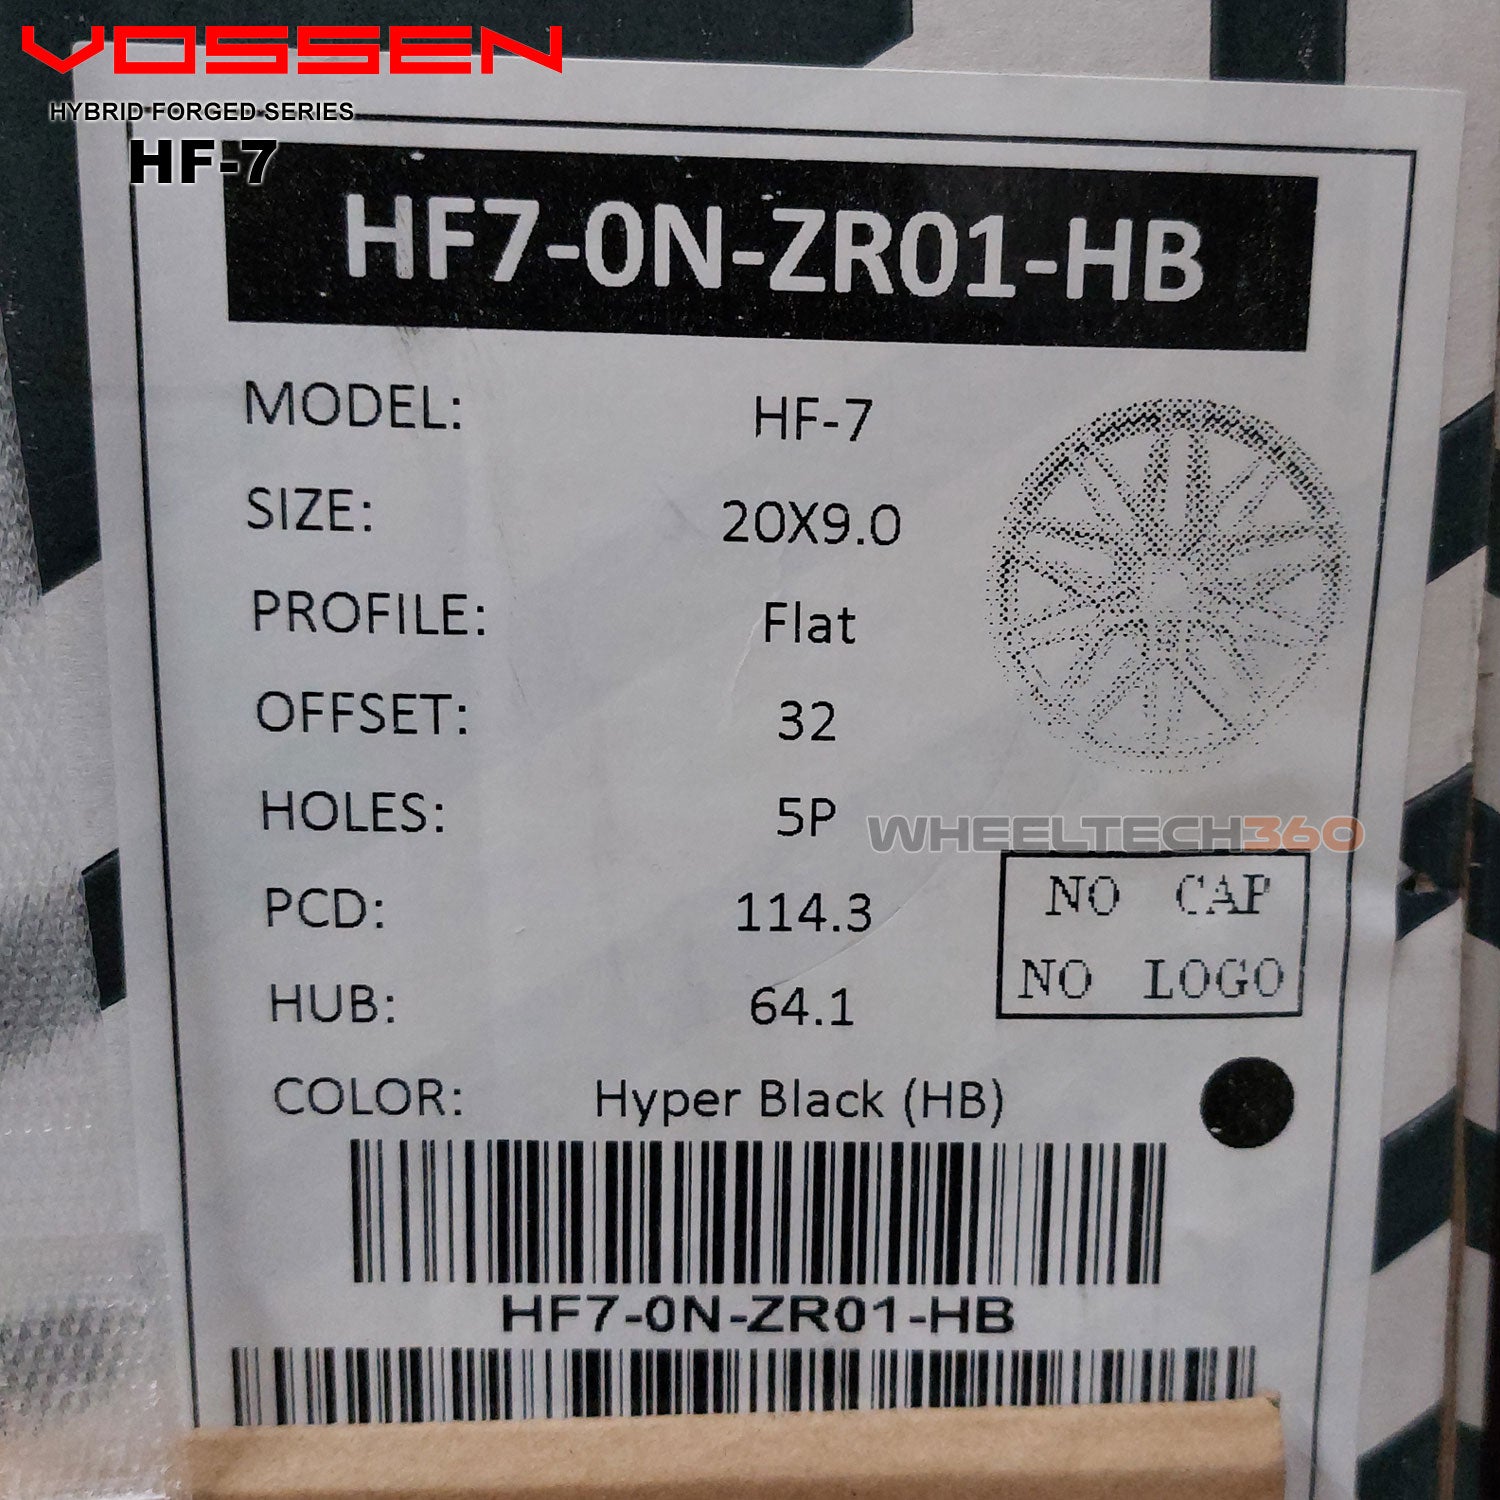 VOSSEN
HYBRID FORGED SERIES
HF-7
HF7-0N-ZR01-HB
MODEL: HF-7
SIZE: 20X9.0
PROFILE: Flat
OFFSET: 32
HOLES: 5P
WHEELTECH360
PCD: 114.3
NO CAP
NO LOGO
HUB: 64.1
COLOR: Hyper Black (HB)
HF7-0N-ZR01-HB